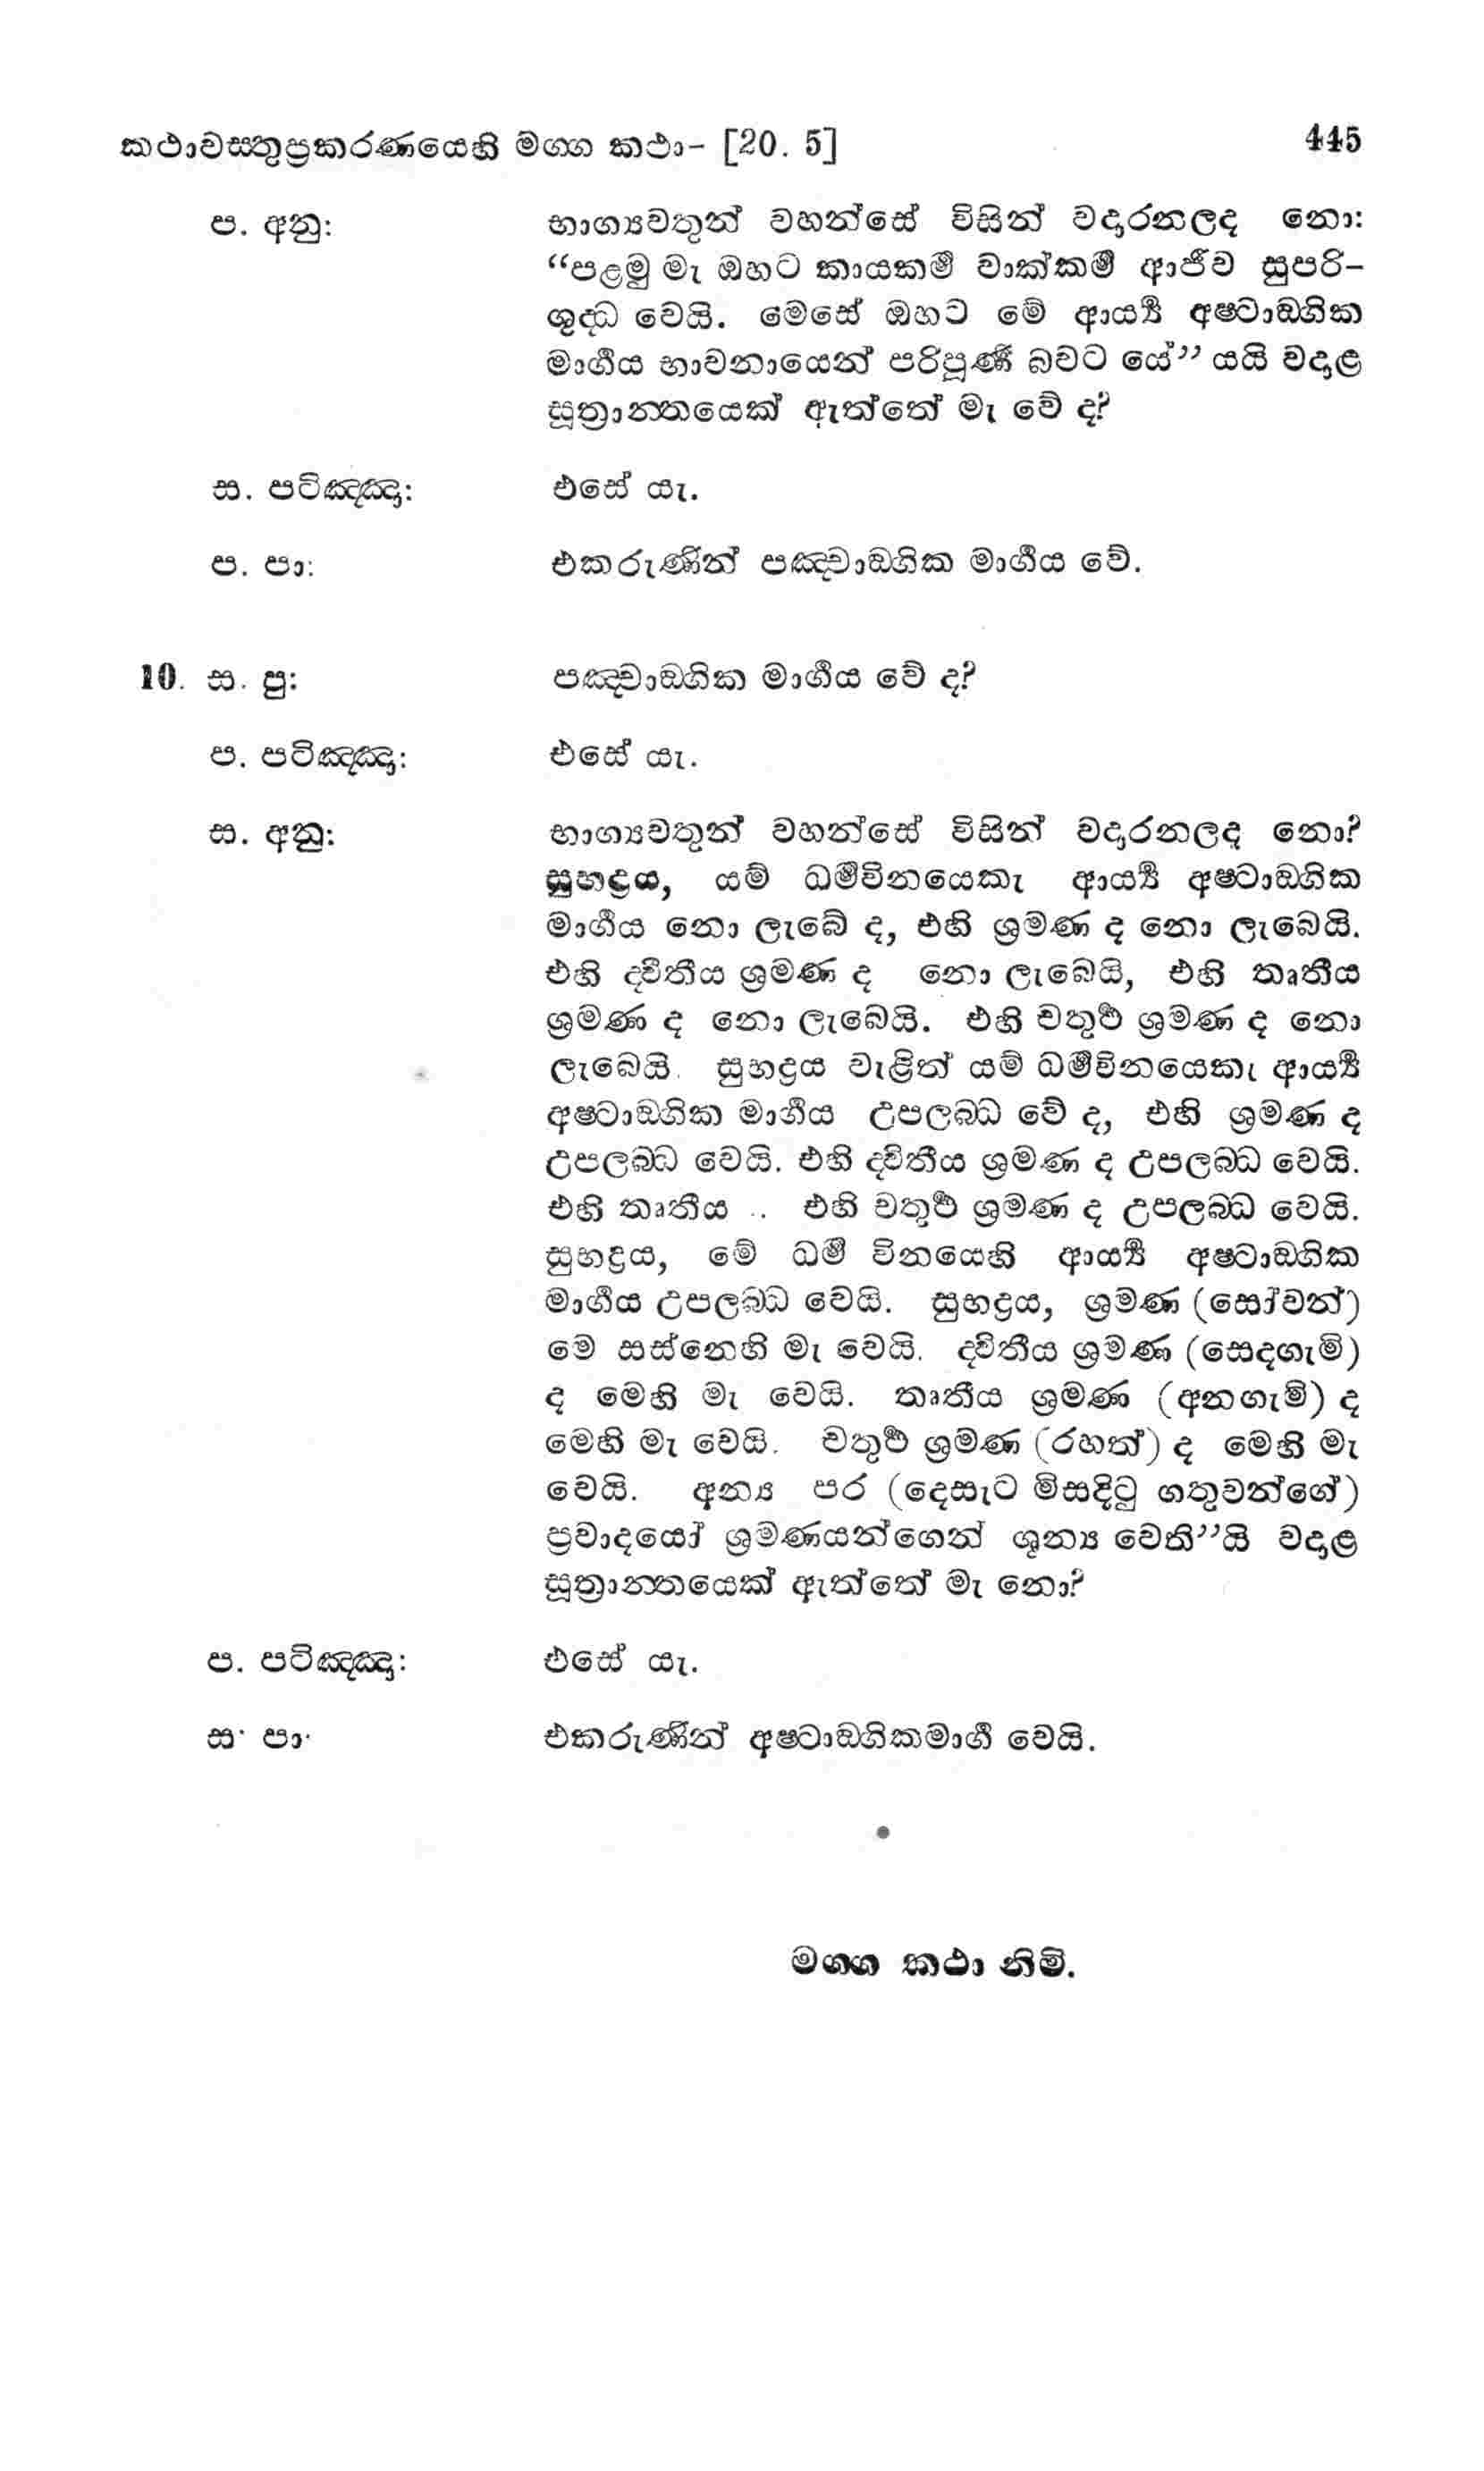 කථාවස්තුප්‍රකරණයෙහි මග්ග කථා- [20. 5] 445
ප. අනු: භාග්‍යවතුන් වහන්සේ විසින් වදාරනලද නො:
“පළමු මැ ඔහට කායකර්‍ම වාක්කර්‍ම ආජීව සුපරි-
ශුද්ධ වෙයි. මෙසේ ඔහට මේ ආර්‍ය්‍ය අෂ්ටාඞ්ගික
මාර්‍ගය භාවනායෙන් පරිපූර්‍ණ බවට යේ” යයි වදාළ
සූත්‍රාන්තයෙක් ඇත්තේ මැ වේ ද?
ස. පටිඤ්ඤා: එසේ යැ.
ප. පා: එකරුණින් පඤ්චාඞ්ගික මාර්‍ගය වේ.
10. ස. පු: පඤ්චාඞ්ගික මාර්‍ගය වේ ද?
ප. පටිඤ්ඤා: එසේ යැ.
ස. අනු: භාග්‍යවතුන් වහන්සේ විසින් වදාරනලද නො?
සුභද්‍රය, යම් ධර්‍මවිනයෙකැ ආර්‍ය්‍ය අෂ්ටාඞ්ගික
මාර්‍ගය නො ලැබේ ද, එහි ශ්‍රමණ ද නො ලැබෙයි.
එහි ද්විතීය ශ්‍රමණ ද නො ලැබෙයි, එහි තෘතීය
ශ්‍රමණ ද නො ලැබෙයි. එහි චතුර්‍ථ ශ්‍රමණ ද නො
ලැබෙයි. සුභද්‍රය වැළිත් යම් ධර්‍මවිනයෙකැ ආර්‍ය්‍ය
අෂ්ටාඞ්ගික මාර්‍ගය උපලබ්ධ වේ ද, එහි ශ්‍රමණ ද
උපලබ්ධ වෙයි. එහි ද්විතීය ශ්‍රමණ ද උපලබ්ධ වෙයි.
එහි තෘතීය .. එහි චතුර්‍ථ ශ්‍රමණ ද උපලබ්ධ වෙයි.
සුභද්‍රය, මේ ධර්‍ම විනයෙහි ආර්‍ය්‍ය අෂ්ටාඞ්ගික
මාර්‍ගය උපලබ්ධ වෙයි. සුභද්‍රය, ශ්‍රමණ (සෝවන්)
මෙ සස්නෙහි මැ වෙයි. ද්විතීය ශ්‍රමණ (සෙදගැමි)
ද මෙහි මැ වෙයි. තෘතීය ශ්‍රමණ (අනගැමි) ද
මෙහි මැ වෙයි. චතුර්‍ථ ශ්‍රමණ (රහත්) ද මෙහි මැ
වෙයි. අන්‍ය පර (දෙසැට මිසදිටු ගතුවන්ගේ)
ප්‍රවාදයෝ ශ්‍රමණයන්ගෙන් ශූන්‍ය වෙති”යි වදාළ
සූත්‍රාන්තයෙක් ඇත්තේ මැ නො?
ප. පටිඤ්ඤා: එසේ යැ.
ස. පා. එකරුණින් අෂ්ටාඞ්ගිකමාර්‍ග වෙයි.
මග්ග කථා නිමි.